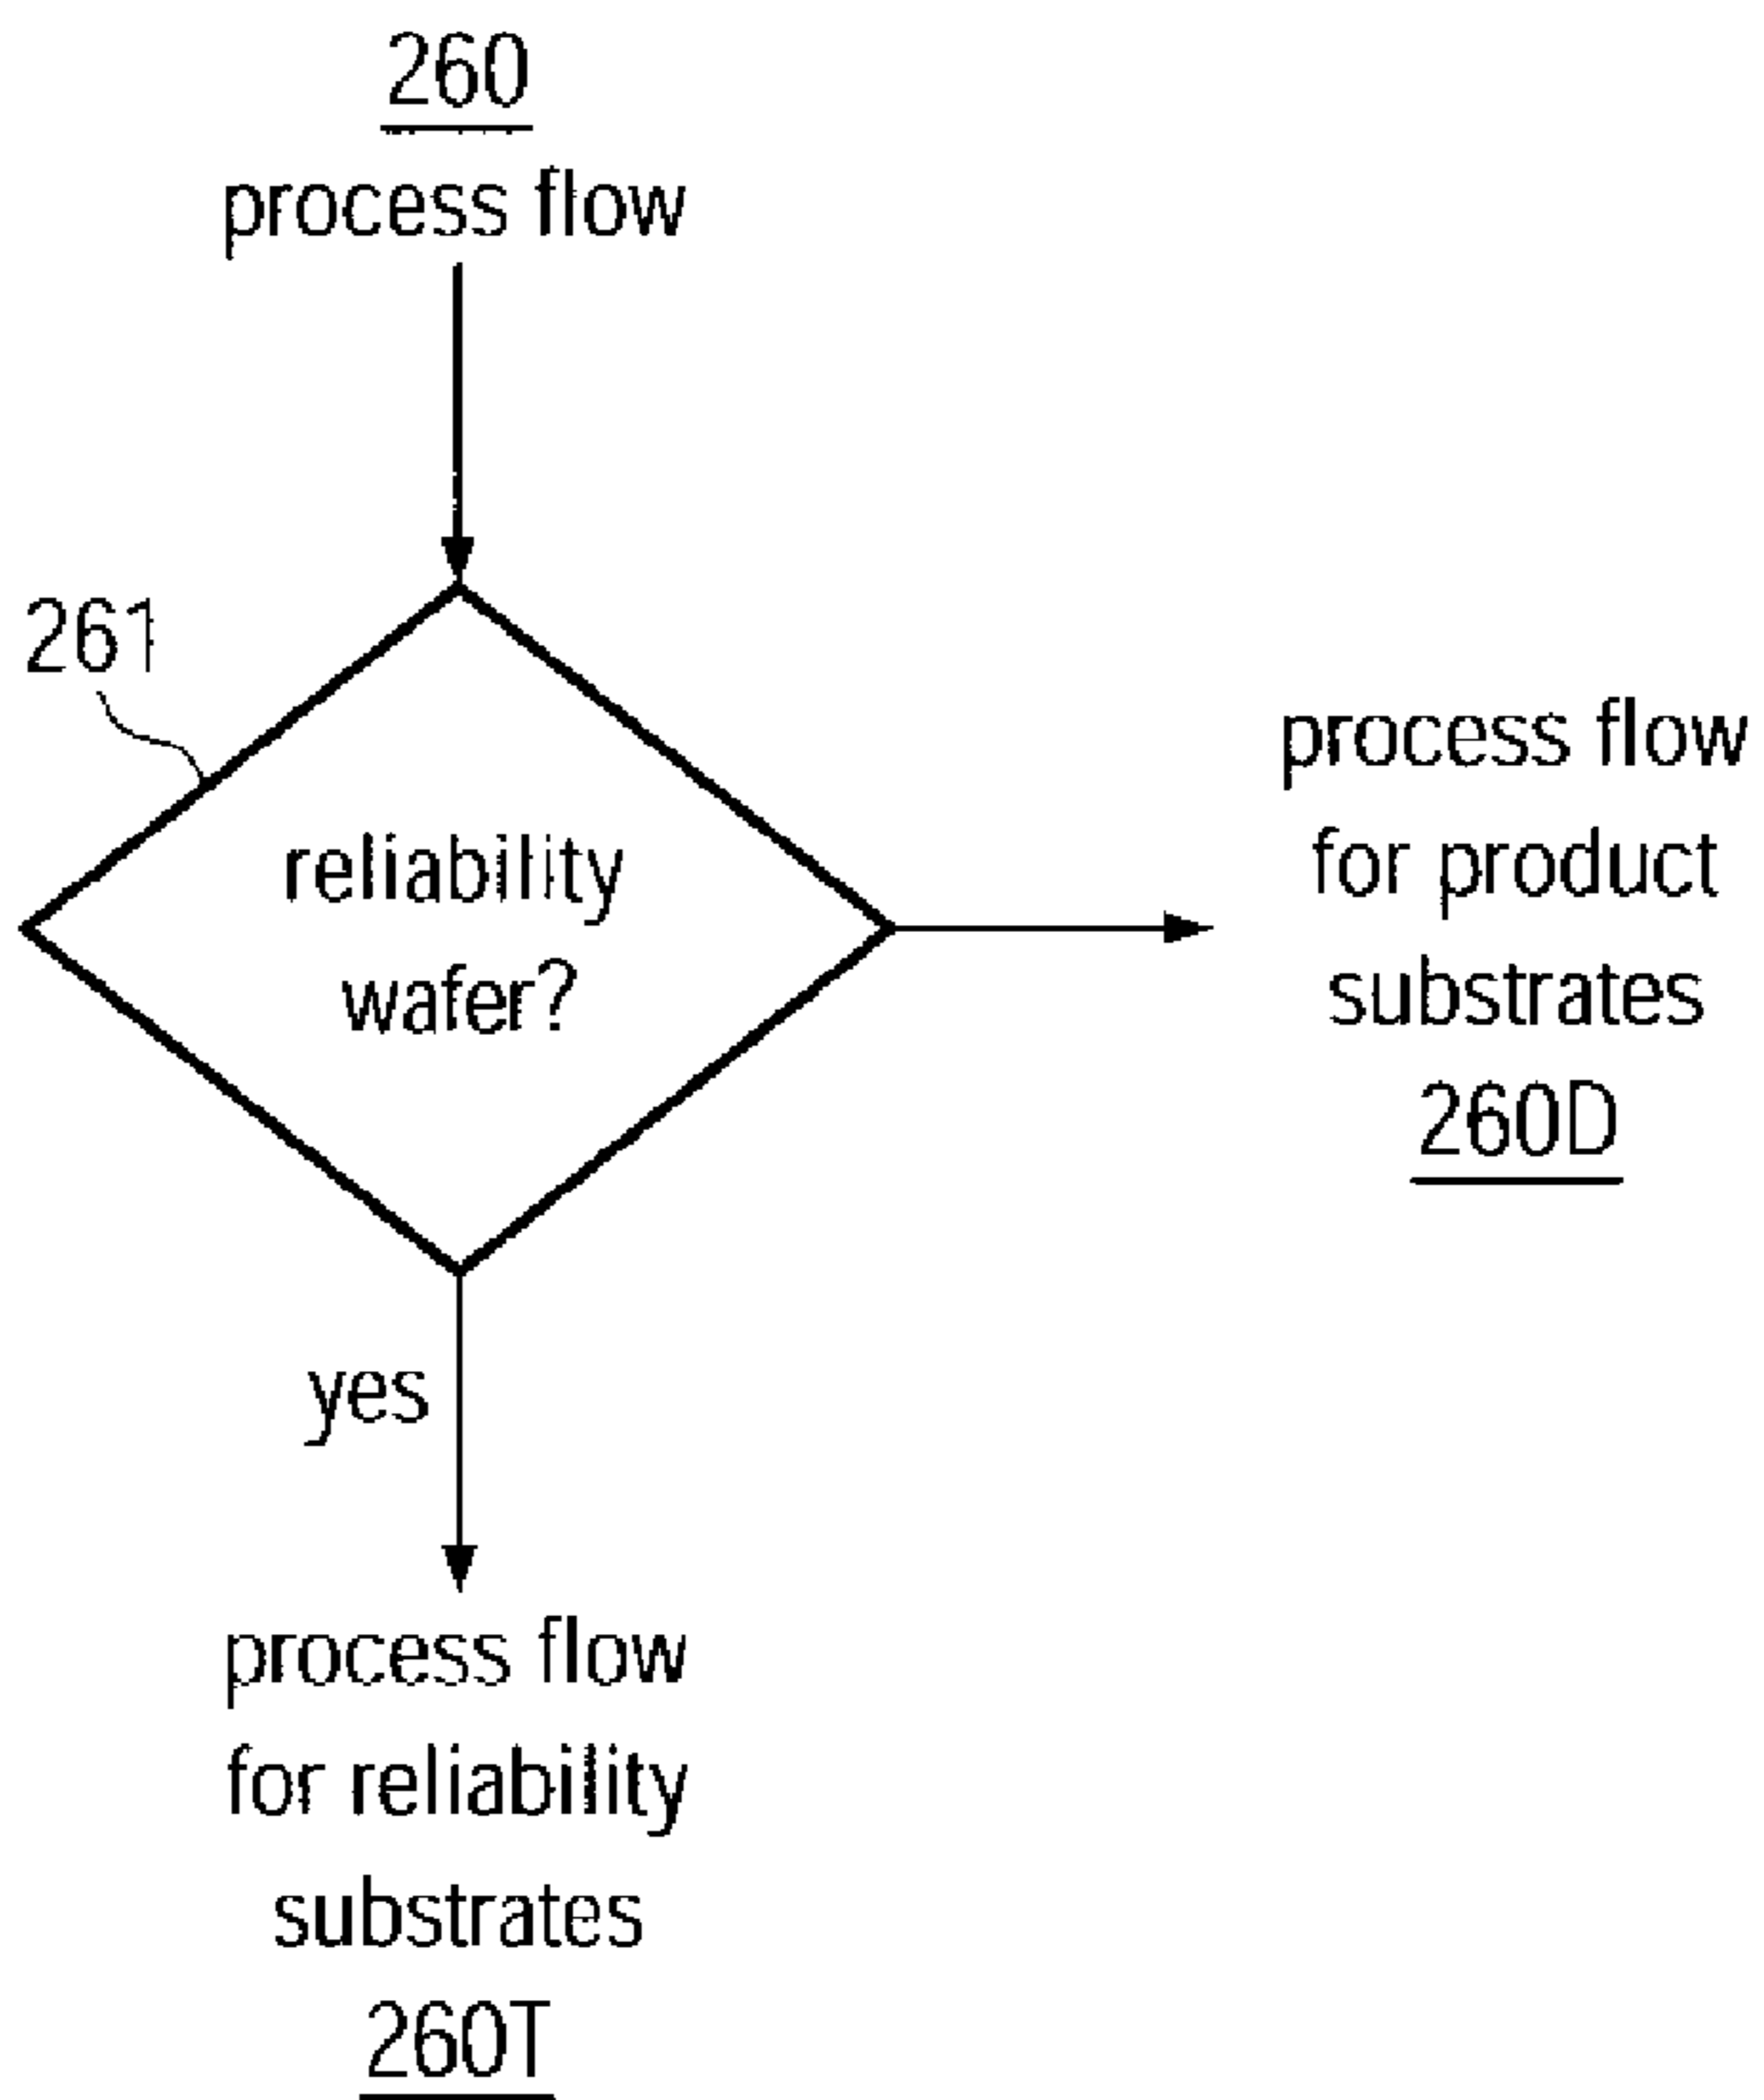 260
process flow
261
reliability
wafer?
process flow
for product
substrates
260D
yes
process flow
for reliability
substrates
260T